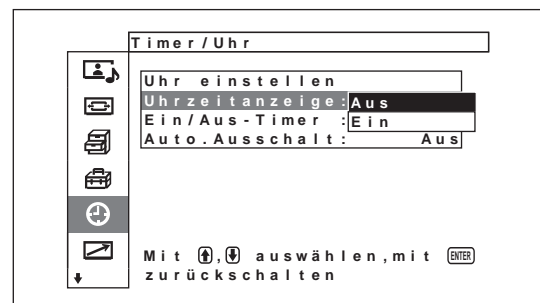 Timer/Uhr
Uhr einstellen
Uhrzeitanzeige: Aus
Ein/Aus-Timer : Ein
Auto.Ausschalt: Aus
Mit ↑,↓ auswählen,mit ENTER
zurückschalten